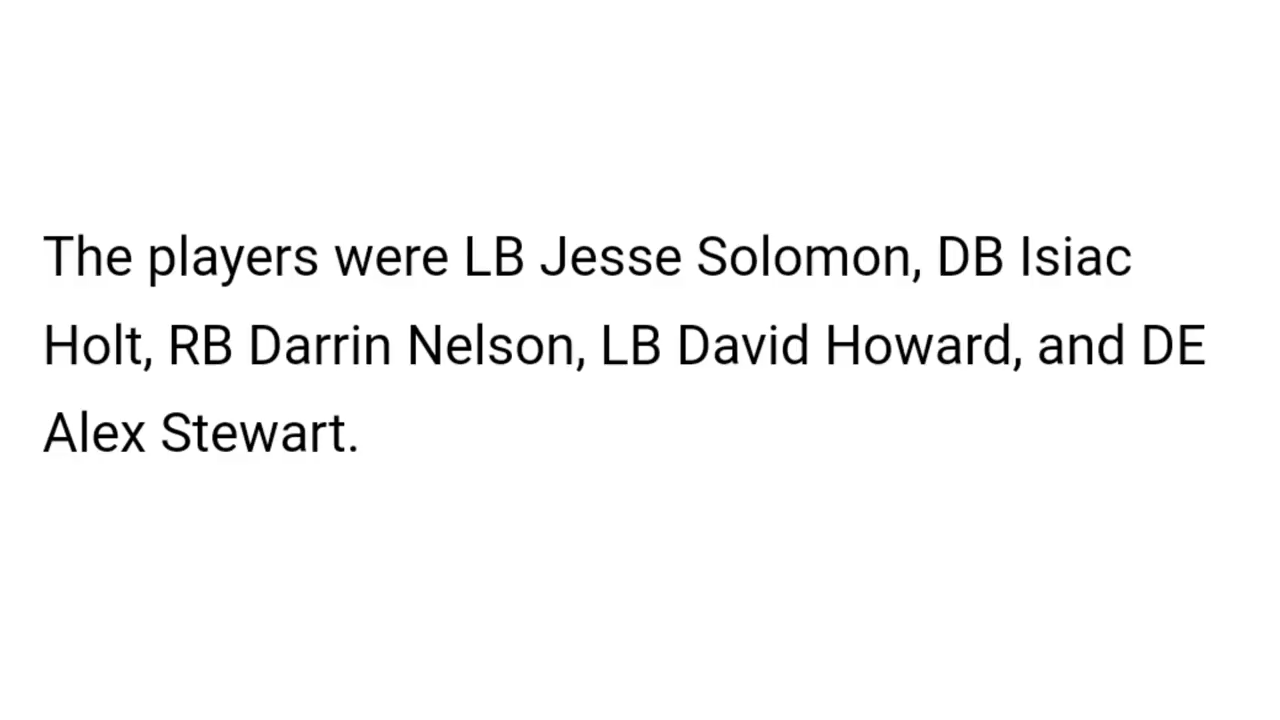 The players were LB Jesse Solomon, DB Isiac
Holt, RB Darrin Nelson, LB David Howard, and DE
Alex Stewart.